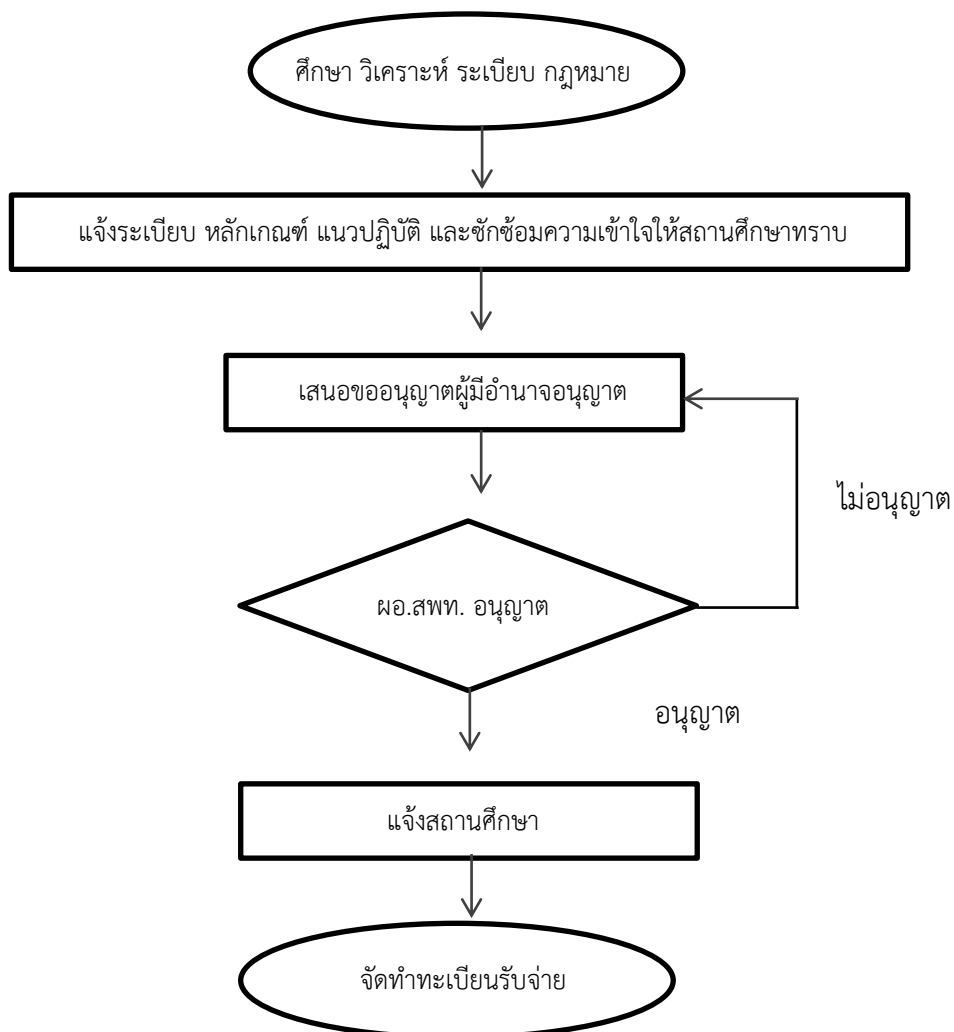 ศึกษา วิเคราะห์ ระเบียบ กฎหมาย
แจ้งระเบียบ หลักเกณฑ์ แนวปฏิบัติ และซักซ้อมความเข้าใจให้สถานศึกษาทราบ
เสนอขออนุญาตผู้มีอำนาจอนุญาต
ไม่อนุญาต
ผอ.สพท. อนุญาต
อนุญาต
แจ้งสถานศึกษา
จัดทำทะเบียนรับจ่าย